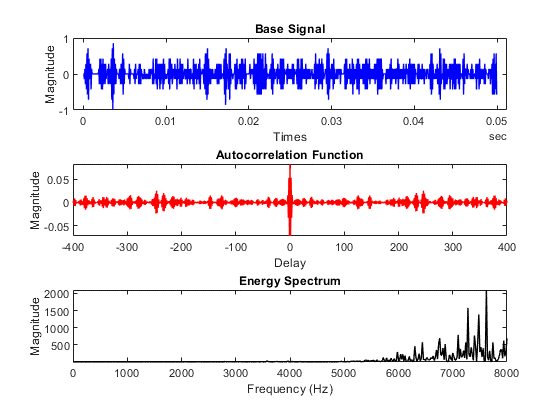 Base Signal
Magnitude
1
0
-1
0 0.01 0.02 0.03 0.04 0.05
Times
sec
Autocorrelation Function
Magnitude
0.05
0
-0.05
-400 -300 -200 -100 0 100 200 300 400
Delay
Energy Spectrum
Magnitude
2000
1500
1000
500
0 1000 2000 3000 4000 5000 6000 7000 8000
Frequency (Hz)